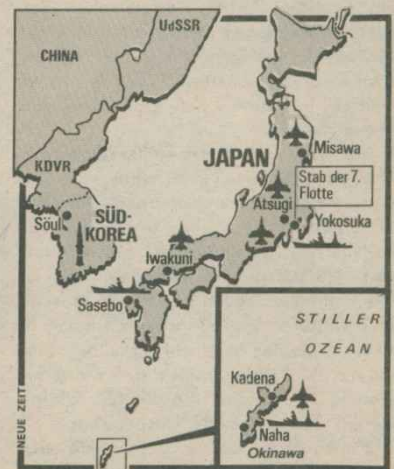 UdSSR
CHINA
KDVR
JAPAN
Misawa
Stab der 7.
Flotte
Atsugi
Yokosuka
Söul
SÜD-
KOREA
Iwakuni
Sasebo
STILLER
OZEAN
Kadena
Naha
Okinawa
NEUE ZEIT